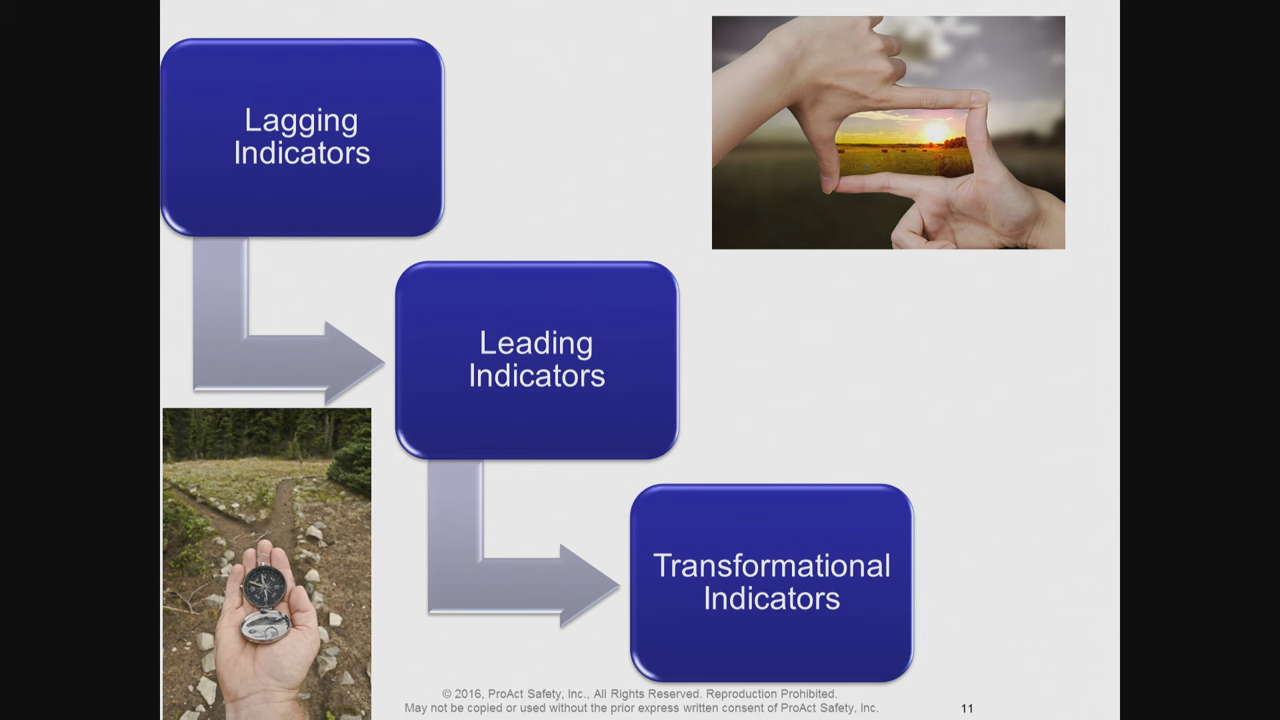 Lagging
Indicators
Leading
Indicators
Transformational
Indicators
© 2016, ProAct Safety, Inc., All Rights Reserved. Reproduction Prohibited.
May not be copied or used without the prior express written consent of ProAct Safety, Inc.
11